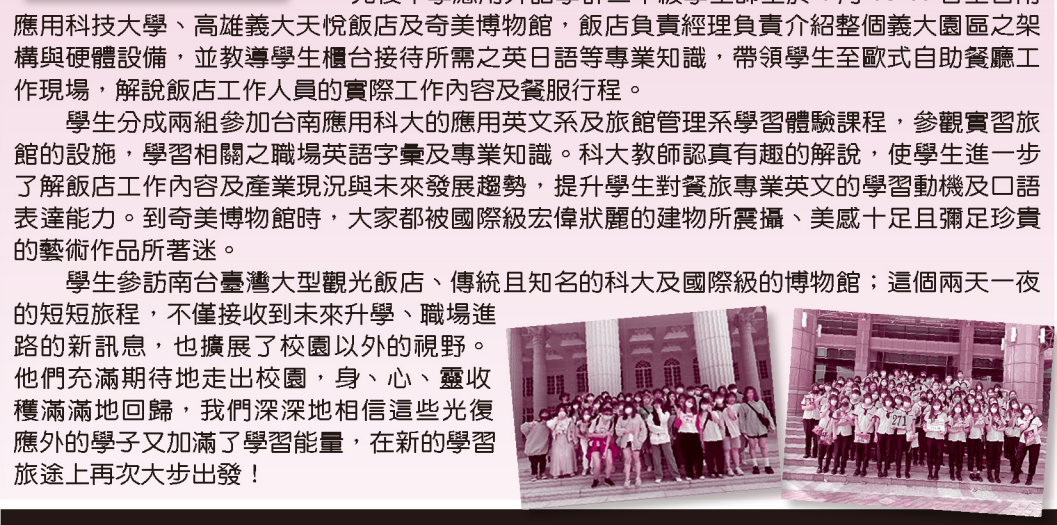 應用科技大學、高雄義大天悅飯店及奇美博物館，飯店負責經理負責介紹整個義大園區之架
構與硬體設備，並教導學生櫃台接待所需之英日語等專業知識，帶領學生至歐式自助餐廳工
作現場，解說飯店工作人員的實際工作內容及餐服行程。
學生分成兩組參加台南應用科大的應用英文系及旅館管理系學習體驗課程，參觀實習旅
館的設施，學習相關之職場英語字彙及專業知識。科大教師認真有趣的解說，使學生進一步
了解飯店工作內容及產業現況與未來發展趨勢，提升學生對餐旅專業英文的學習動機及口語
表達能力。到奇美博物館時，大家都被國際級宏偉狀麗的建物所震攝、美感十足且彌足珍貴
的藝術作品所著迷。
學生參訪南台臺灣大型觀光飯店、傳統且知名的科大及國際級的博物館；這個兩天一夜
的短短旅程，不僅接收到未來升學、職場進
路的新訊息，也擴展了校園以外的視野。
他們充滿期待地走出校園，身、心、靈收
穫滿滿地回歸，我們深深地相信這些光復
應外的學子又加滿了學習能量，在新的學習
旅途上再次大步出發！